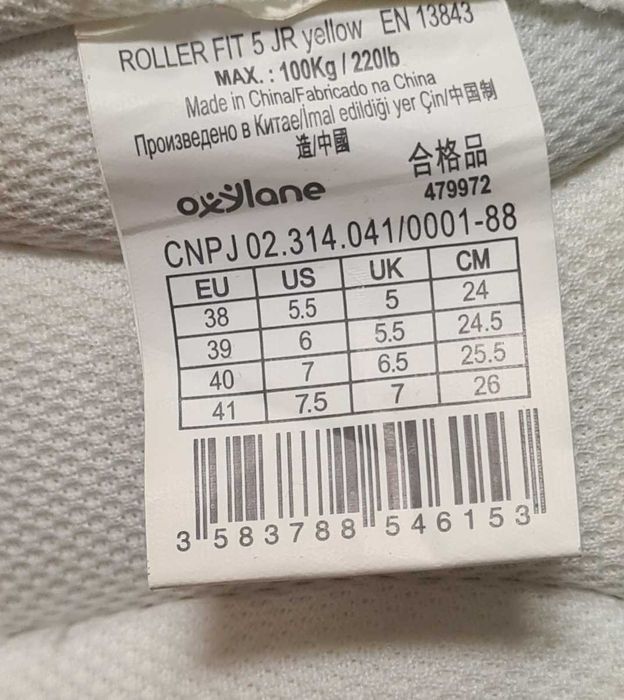 ROLLER FIT 5 JR yellow EN 13843
MAX. : 100Kg / 220lb
Made in China/Fabricado na China
Произведено в Китае/İmal edildiği yer Çin/中国制
造/中國
合格品
oxylane 479972
CNPJ 02.314.041/0001-88
EU US UK CM
38 5.5 5 24
39 6 5.5 24.5
40 7 6.5 25.5
41 7.5 7 26
3 583788 546153